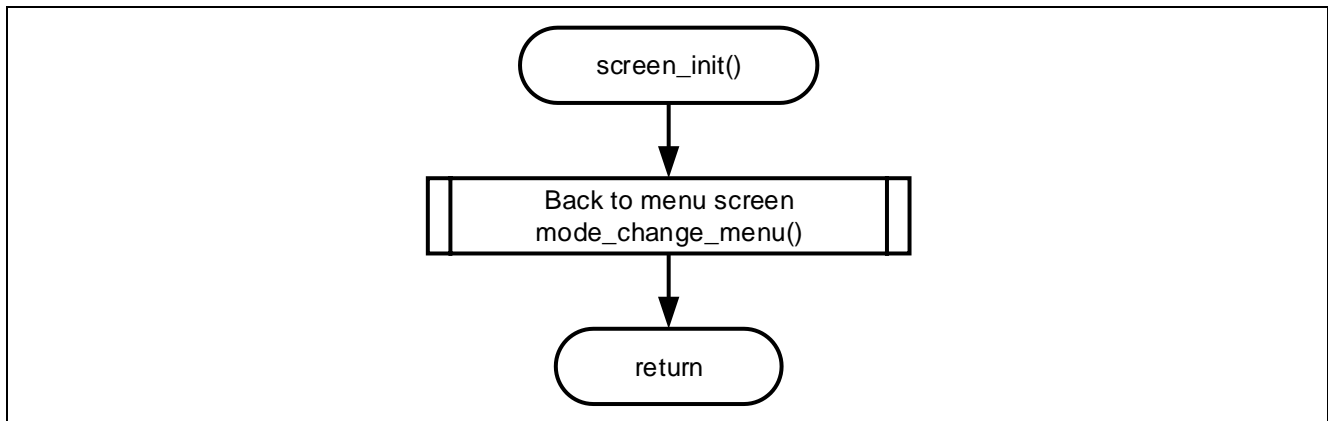 screen_init()
Back to menu screen
mode_change_menu()
return